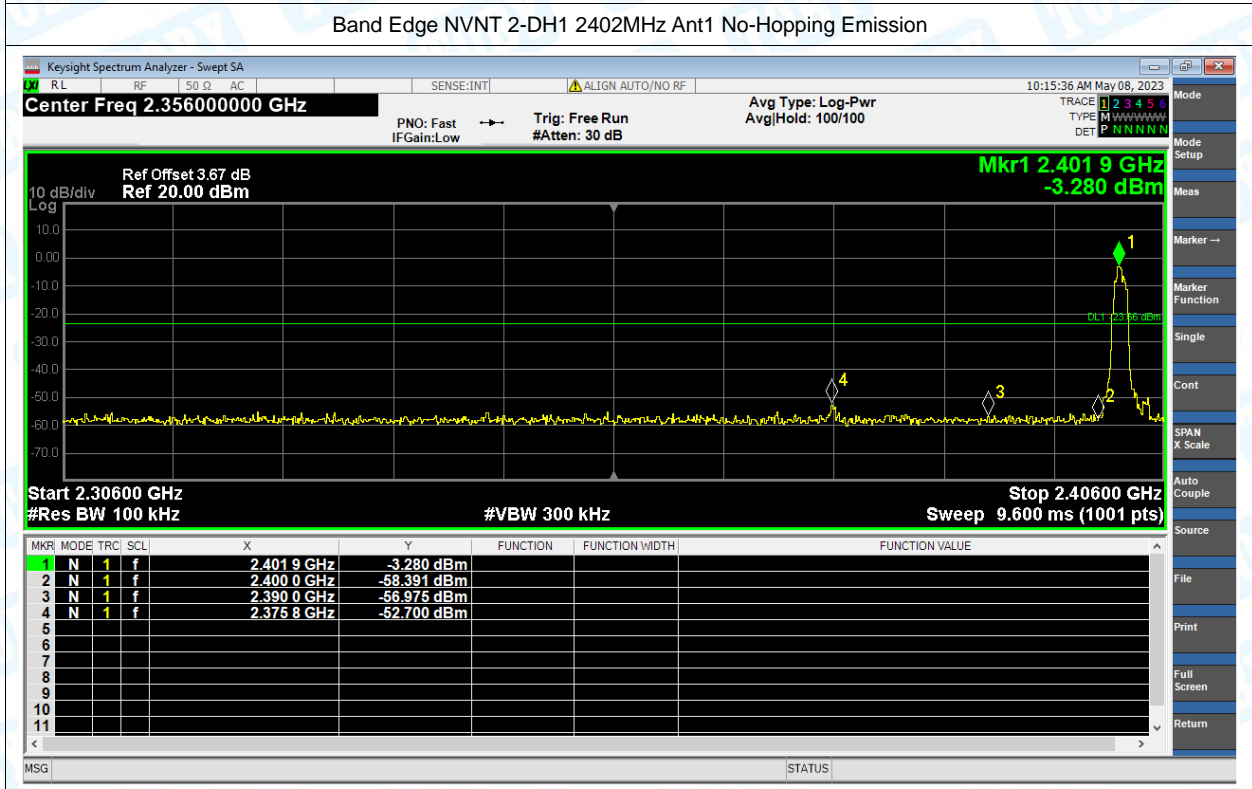 Band Edge NVNT 2-DH1 2402MHz Ant1 No-Hopping Emission
Keysight Spectrum Analyzer - Swept SA
LXI RL RF 50 Ω AC SENSE:INT ALIGN AUTO/NO RF 10:15:36 AM May 08, 2023
Center Freq 2.356000000 GHz
PNO: Fast
IFGain:Low
Trig: Free Run
#Atten: 30 dB
Avg Type: Log-Pwr
Avg|Hold: 100/100
TRACE 1 2 3 4 5 6
TYPE M WWWWW
DET P N N N N N
Ref Offset 3.67 dB
10 dB/div Ref 20.00 dBm
Log
Mkr1 2.401 9 GHz
-3.280 dBm
10.0
0.00
-10.0
-20.0
-30.0
-40.0
-50.0
-60.0
-70.0
1
DL1 -23.66 dBm
4
3
2
Start 2.30600 GHz
Stop 2.40600 GHz
#Res BW 100 kHz
#VBW 300 kHz
Sweep 9.600 ms (1001 pts)
MKR MODE TRC SCL X Y FUNCTION FUNCTION WIDTH FUNCTION VALUE
1 N 1 f 2.401 9 GHz -3.280 dBm
2 N 1 f 2.400 0 GHz -58.391 dBm
3 N 1 f 2.390 0 GHz -56.975 dBm
4 N 1 f 2.375 8 GHz -52.700 dBm
5
6
7
8
9
10
11
MSG
STATUS
Mode
Mode
Setup
Meas
Marker →
Marker
Function
Single
Cont
SPAN
X Scale
Auto
Couple
Source
File
Print
Full
Screen
Return